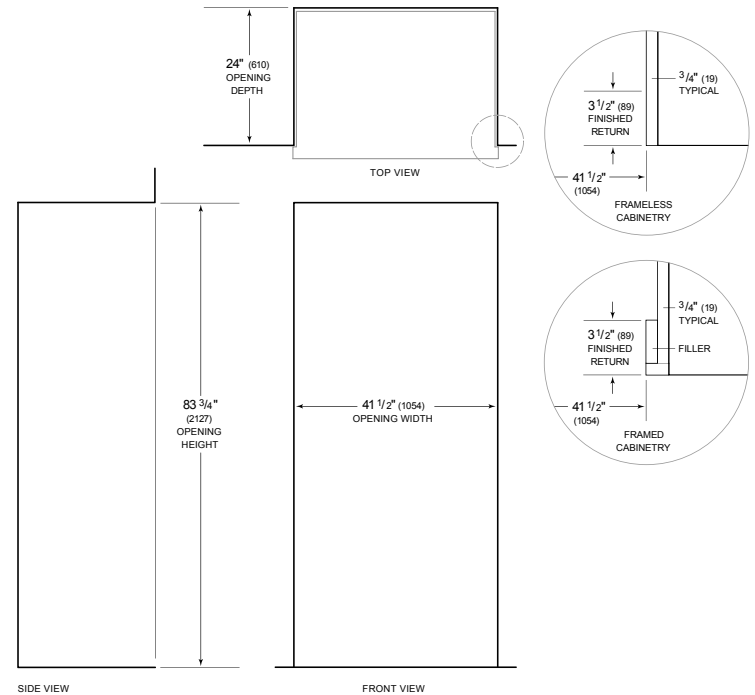 24" (610)
OPENING
DEPTH
TOP VIEW
3/4" (19)
TYPICAL
3 1/2" (89)
FINISHED
RETURN
41 1/2"
(1054)
FRAMELESS
CABINETRY
3/4" (19)
TYPICAL
3 1/2" (89)
FINISHED
RETURN
FILLER
41 1/2"
(1054)
FRAMED
CABINETRY
83 3/4"
(2127)
OPENING
HEIGHT
41 1/2" (1054)
OPENING WIDTH
SIDE VIEW
FRONT VIEW